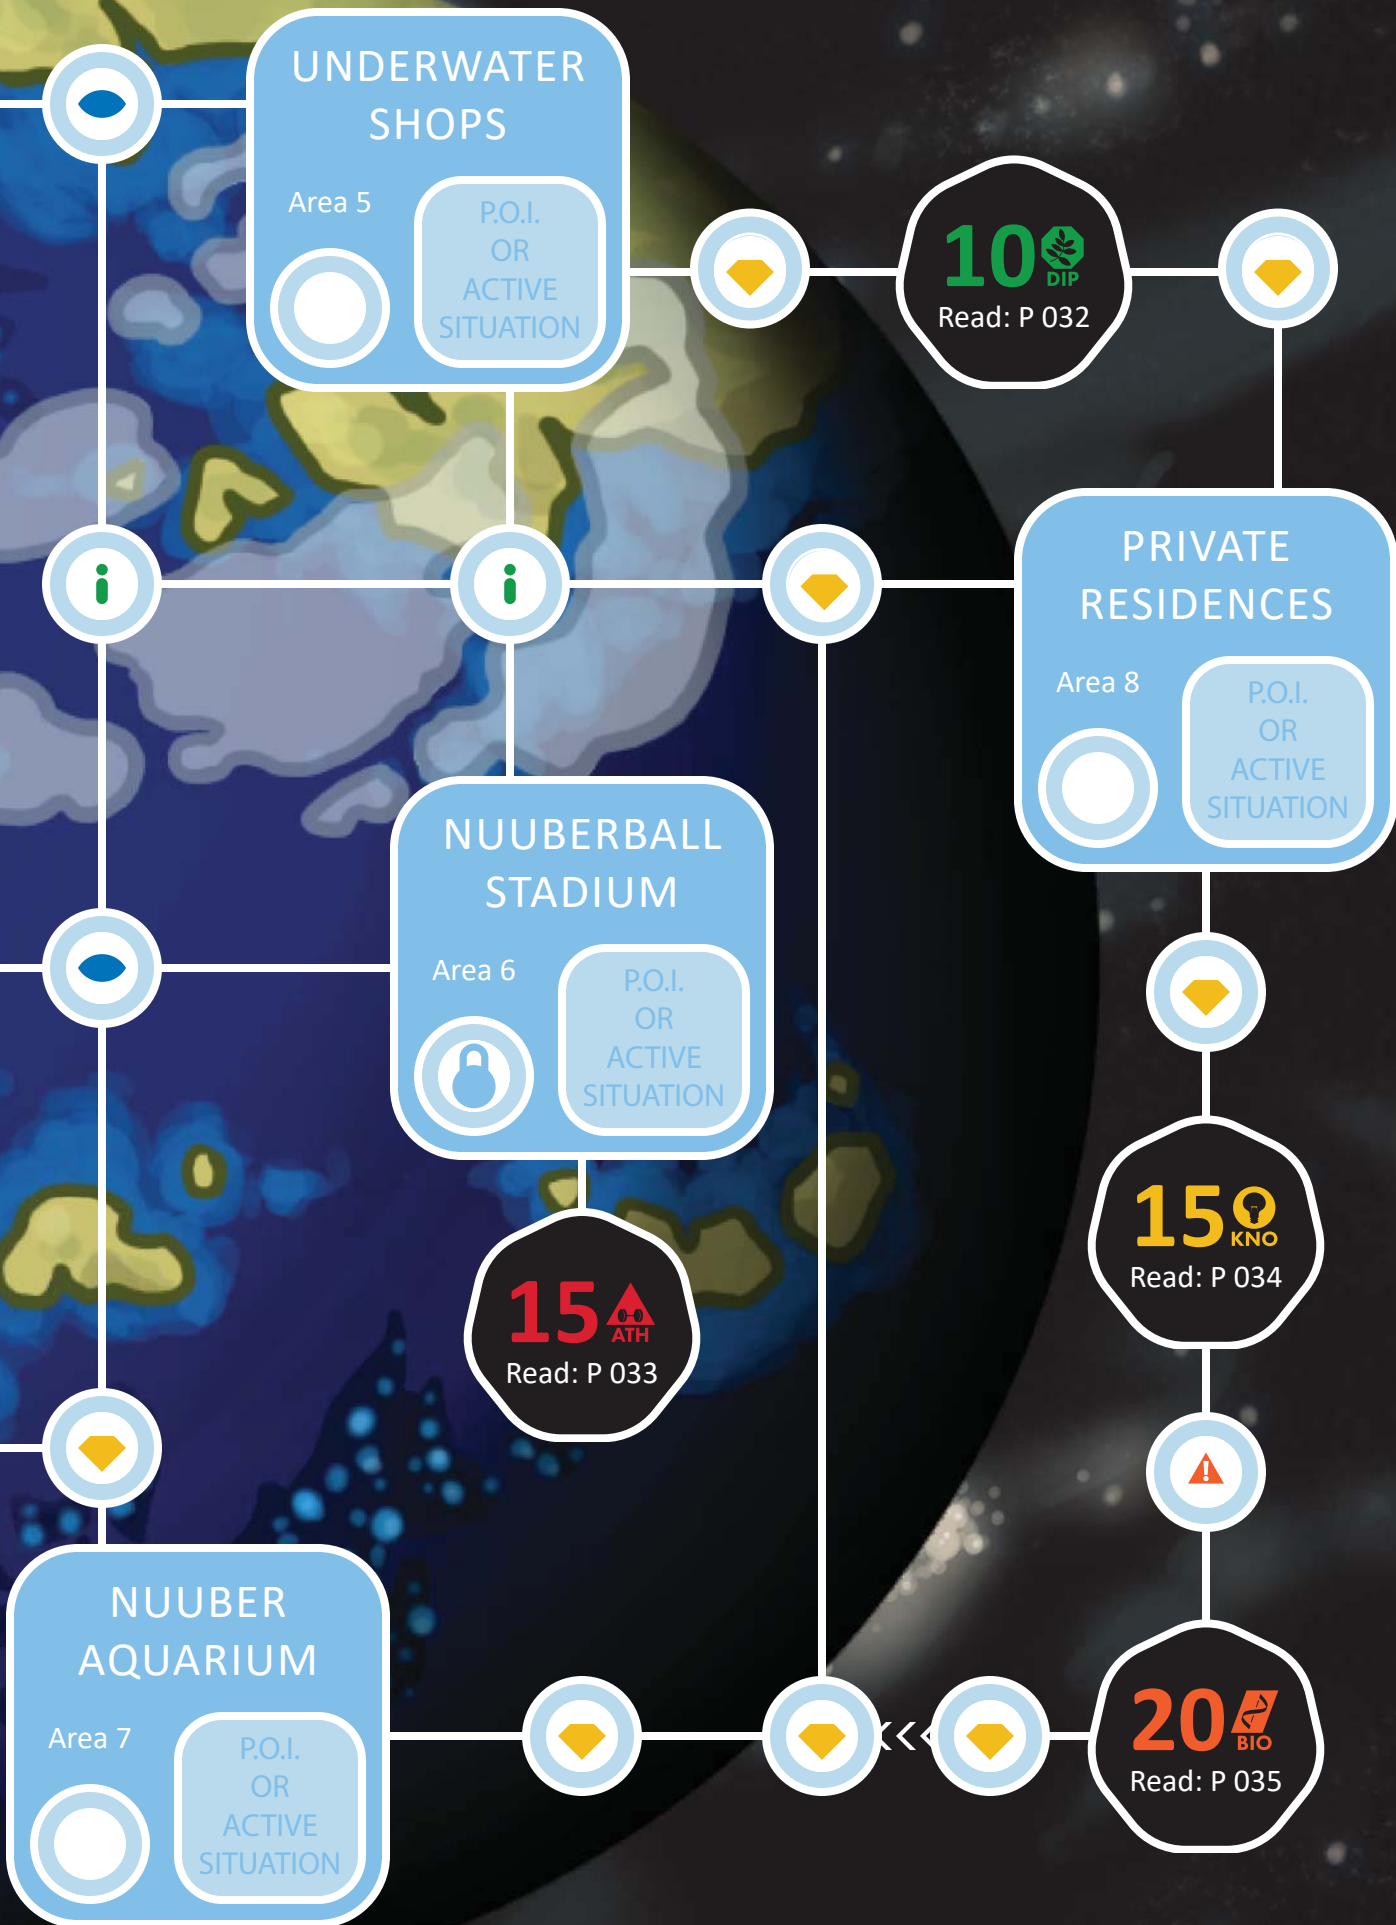 UNDERWATER
SHOPS
Area 5
P.O.I.
OR
ACTIVE
SITUATION
10 DIP
Read: P 032
i
i
PRIVATE
RESIDENCES
Area 8
P.O.I.
OR
ACTIVE
SITUATION
NUUBERBALL
STADIUM
Area 6
P.O.I.
OR
ACTIVE
SITUATION
15 KNO
Read: P 034
15 ATH
Read: P 033
!
NUUBER
AQUARIUM
Area 7
P.O.I.
OR
ACTIVE
SITUATION
20 BIO
Read: P 035